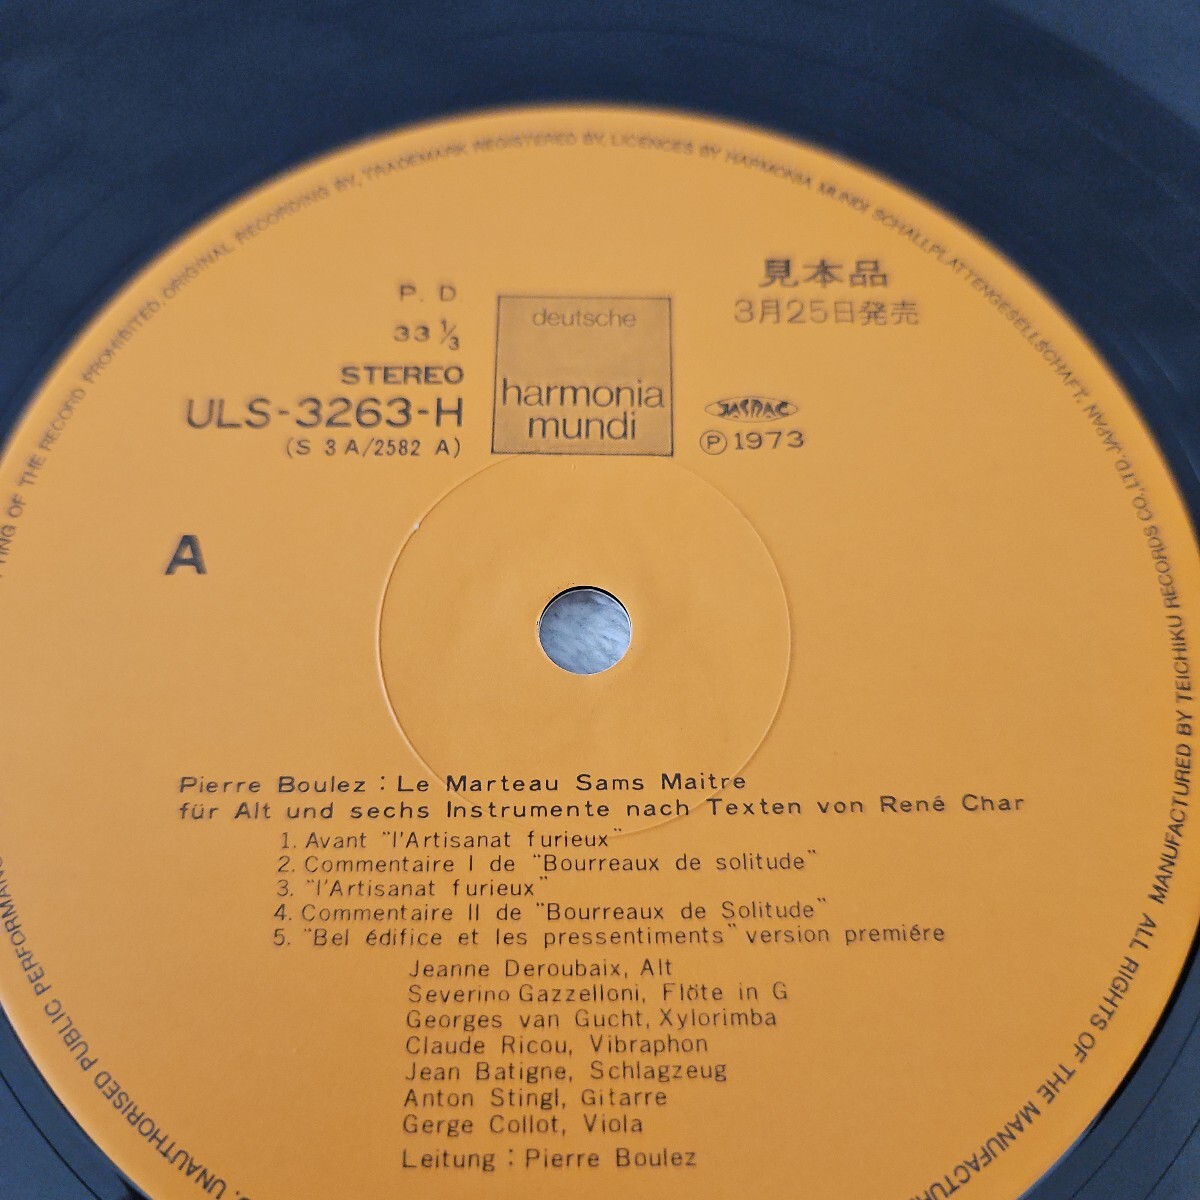 P. D.
33 ⅓
STEREO
ULS-3263-H
(S 3 A/2582 A)
deutsche
harmonia
mundi
見本品
3月25日発売
JASRAC
Ⓟ 1973
A
Pierre Boulez : Le Marteau Sams Maitre
für Alt und sechs Instrumente nach Texten von René Char
1. Avant "l'Artisanat furieux"
2. Commentaire I de "Bourreaux de solitude"
3. "l'Artisanat furieux"
4. Commentaire II de "Bourreaux de Solitude"
5. "Bel édifice et les pressentiments" version premiére
Jeanne Deroubaix, Alt
Severino Gazzelloni, Flöte in G
Georges van Gucht, Xylorimba
Claude Ricou, Vibraphon
Jean Batigne, Schlagzeug
Anton Stingl, Gitarre
Gerge Collot, Viola
Leitung : Pierre Boulez
UNAUTHORISED PUBLIC OF THE RECORD PROHIBITED. ORIGINAL RECORDING BY, TRADEMARK REGISTERED BY, LICENCES BY HARMONIA MUNDI SCHALLPLATTENGESELLSCHAFT. JAPAN
MANUFACTURED BY TEICHIKU RECORDS CO., LTD. JAPAN.
ALL RIGHTS OF THE